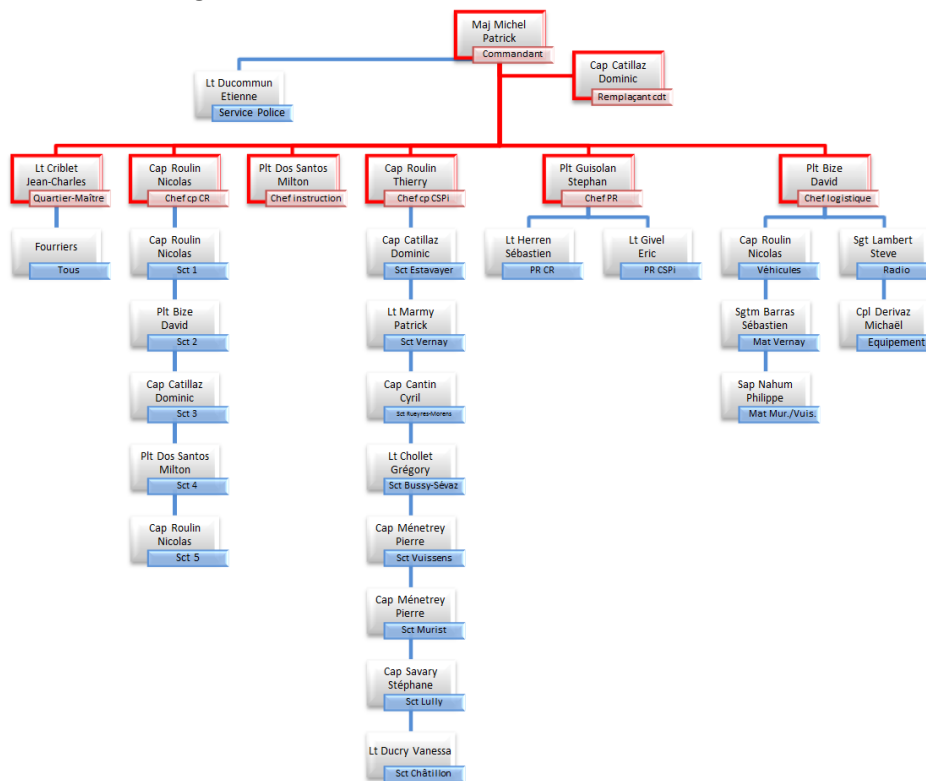 Maj Michel
Patrick
Commandant
Cap Catillaz
Dominic
Remplaçant cdt
Lt Ducommun
Etienne
Service Police
Lt Criblet
Jean-Charles
Quartier-Maître
Cap Roulin
Nicolas
Chef cp CR
Plt Dos Santos
Milton
Chef instruction
Cap Roulin
Thierry
Chef cp CSPi
Plt Guisolan
Stephan
Chef PR
Plt Bize
David
Chef logistique
Fourriers
Tous
Cap Roulin
Nicolas
Sct 1
Plt Bize
David
Sct 2
Cap Catillaz
Dominic
Sct 3
Plt Dos Santos
Milton
Sct 4
Cap Roulin
Nicolas
Sct 5
Cap Catillaz
Dominic
Sct Estavayer
Lt Marmy
Patrick
Sct Vernay
Cap Cantin
Cyril
Sct Rueyres-Morens
Lt Chollet
Grégory
Sct Bussy-Sévaz
Cap Ménetrey
Pierre
Sct Vuissens
Cap Ménetrey
Pierre
Sct Murist
Cap Savary
Stéphane
Sct Lully
Lt Ducry Vanessa
Sct Châtillon
Lt Herren
Sébastien
PR CR
Lt Givel
Eric
PR CSPi
Cap Roulin
Nicolas
Véhicules
Sgtm Barras
Sébastien
Mat Vernay
Sap Nahum
Philippe
Mat Mur./Vuis.
Sgt Lambert
Steve
Radio
Cpl Derivaz
Michaël
Equipement